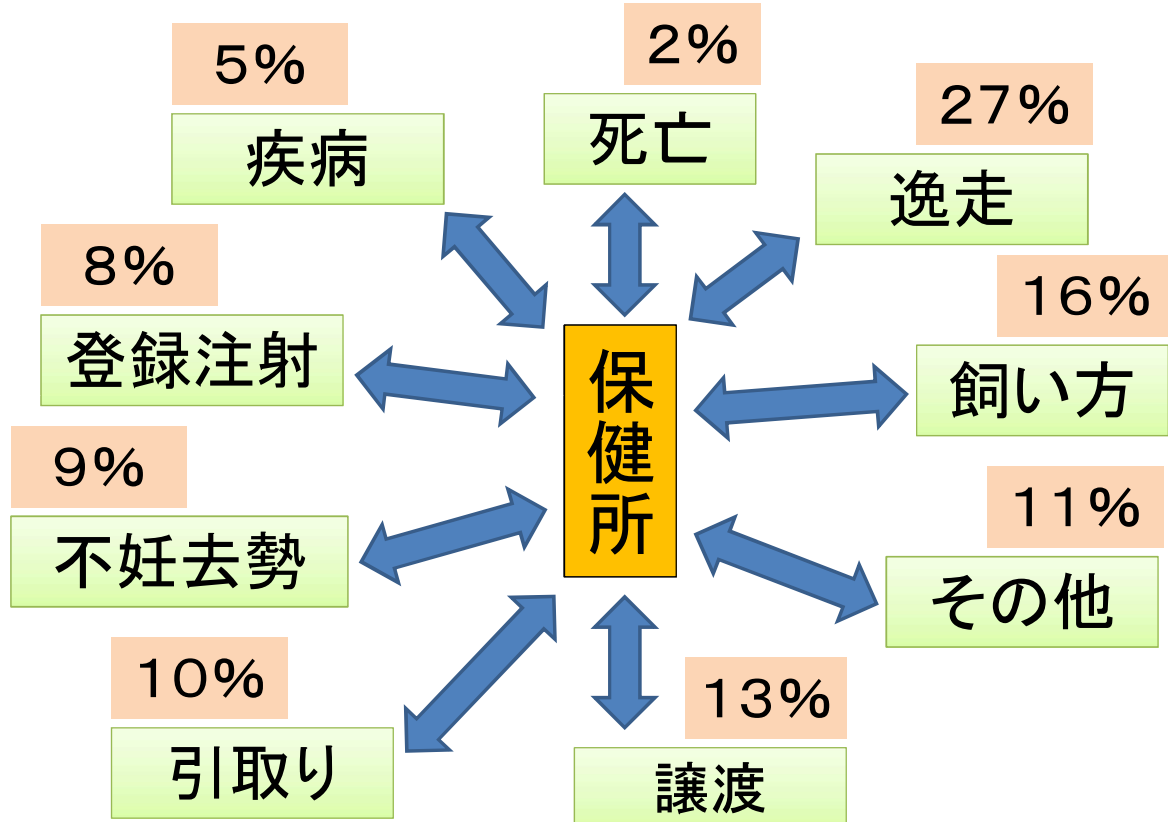 2%
死亡
27%
逸走
16%
飼い方
11%
その他
13%
譲渡
10%
引取り
9%
不妊去勢
8%
登録注射
5%
疾病
保健所